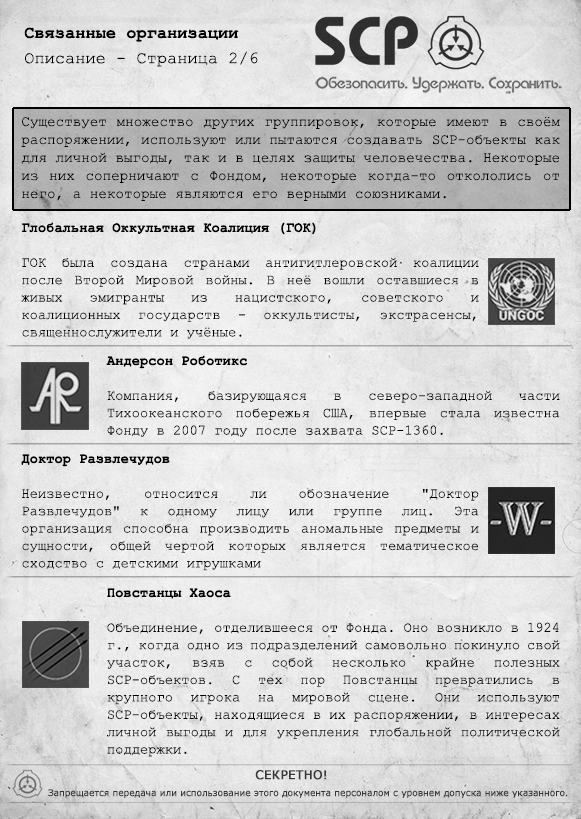 Связанные организации
Описание - Страница 2/6
SCP
Обезопасить. Удержать. Сохранить.
Существует множество других группировок, которые имеют в своём
распоряжении, используют или пытаются создавать SCP-объекты как
для личной выгоды, так и в целях защиты человечества. Некоторые
из них соперничают с Фондом, некоторые когда-то откололись от
него, а некоторые являются его верными союзниками.
Глобальная Оккультная Коалиция (ГОК)
ГОК была создана странами антигитлеровской коалиции
после Второй Мировой войны. В неё вошли оставшиеся в
живых эмигранты из нацистского, советского и
коалиционных государств - оккультисты, экстрасенсы,
священнослужители и учёные.
UNGOC
Андерсон Роботикс
AR
Компания, базирующаяся в северо-западной части
Тихоокеанского побережья США, впервые стала известна
Фонду в 2007 году после захвата SCP-1360.
Доктор Развлечудов
Неизвестно, относится ли обозначение "Доктор
Развлечудов" к одному лицу или группе лиц. Эта
организация способна производить аномальные предметы и
сущности, общей чертой которых является тематическое
сходство с детскими игрушками
-W-
Повстанцы Хаоса
Объединение, отделившееся от Фонда. Оно возникло в 1924
г., когда одно из подразделений самовольно покинуло свой
участок, взяв с собой несколько крайне полезных
SCP-объектов. С тех пор Повстанцы превратились в
крупного игрока на мировой сцене. Они используют
SCP-объекты, находящиеся в их распоряжении, в интересах
личной выгоды и для укрепления глобальной политической
поддержки.
СЕКРЕТНО!
Запрещается передача или использование этого документа персоналом с уровнем допуска ниже указанного.